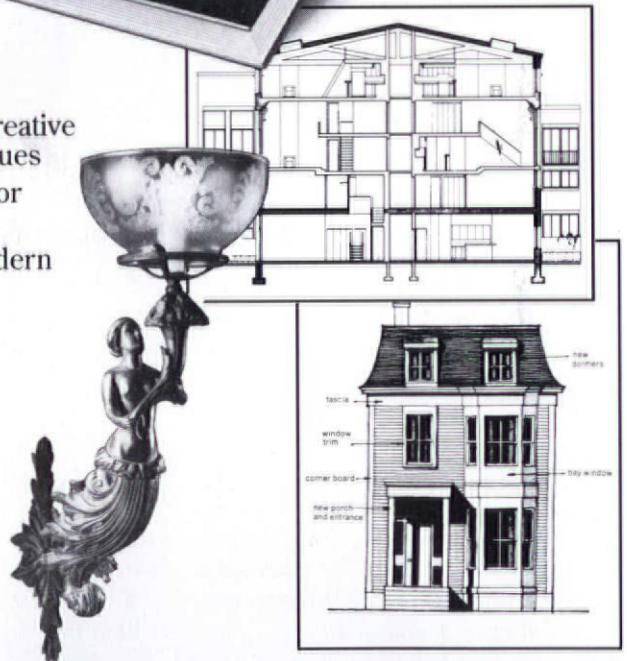 reative
ues
or
dern
new
dormers
fascia
window
trim
corner board
bay window
new porch
and entrance